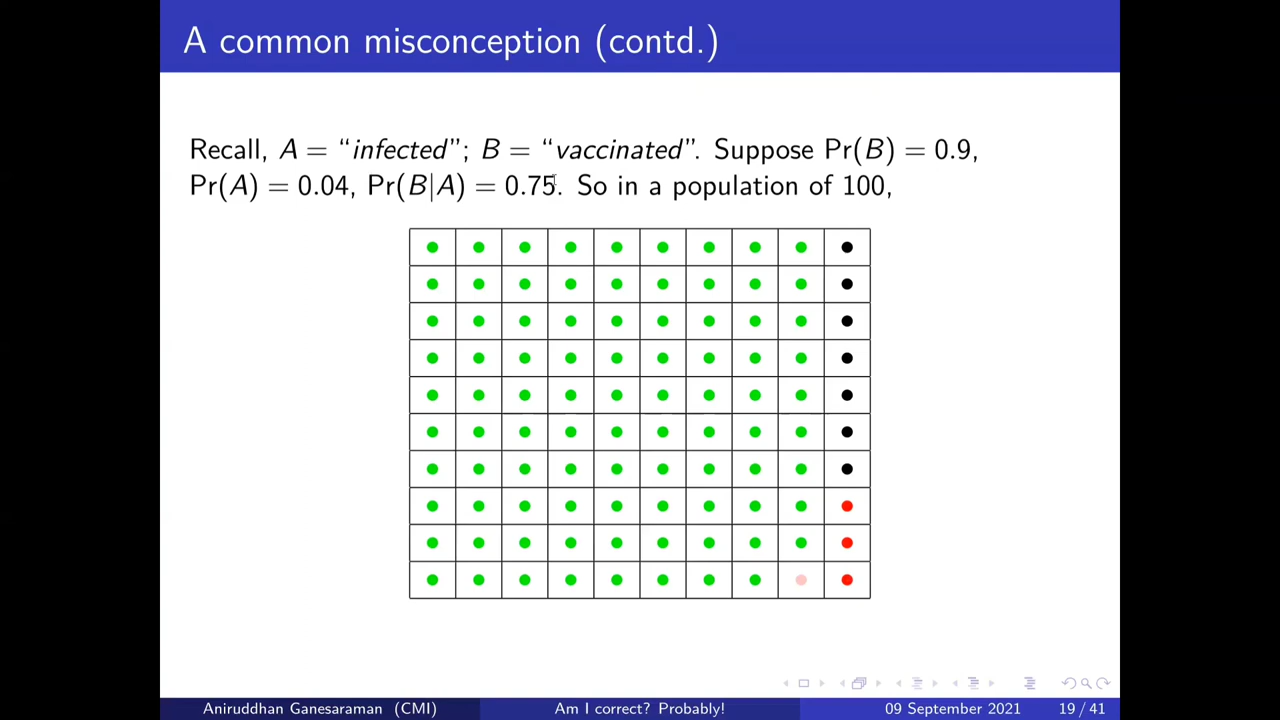 A common misconception (contd.)
Recall, A = “infected”; B = “vaccinated”. Suppose Pr(B) = 0.9,
Pr(A) = 0.04, Pr(B|A) = 0.75. So in a population of 100,
Aniruddhan Ganesaraman (CMI) Am I correct? Probably! 09 September 2021 19 / 41